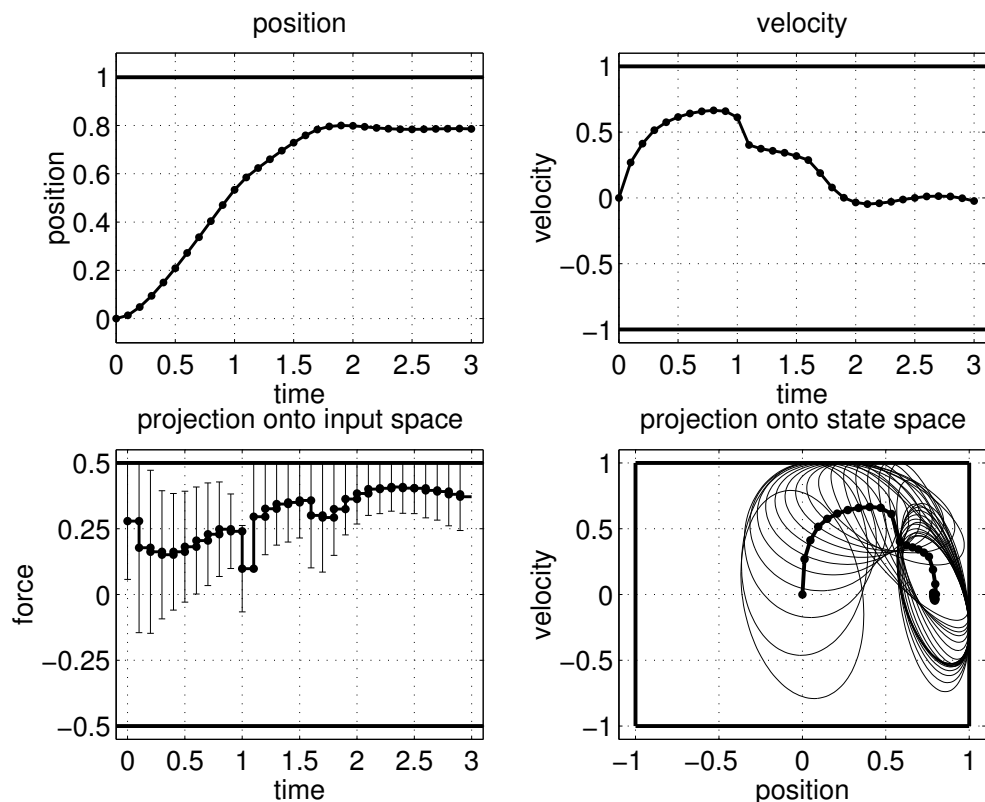 position
velocity
1
0.8
0.6
0.4
0.2
0
position
0 0.5 1 1.5 2 2.5 3
time
1
0.5
0
−0.5
−1
velocity
0 0.5 1 1.5 2 2.5 3
time
projection onto input space
projection onto state space
0.5
0.25
0
−0.25
−0.5
force
0 0.5 1 1.5 2 2.5 3
time
1
0.5
0
−0.5
−1
velocity
−1 −0.5 0 0.5 1
position